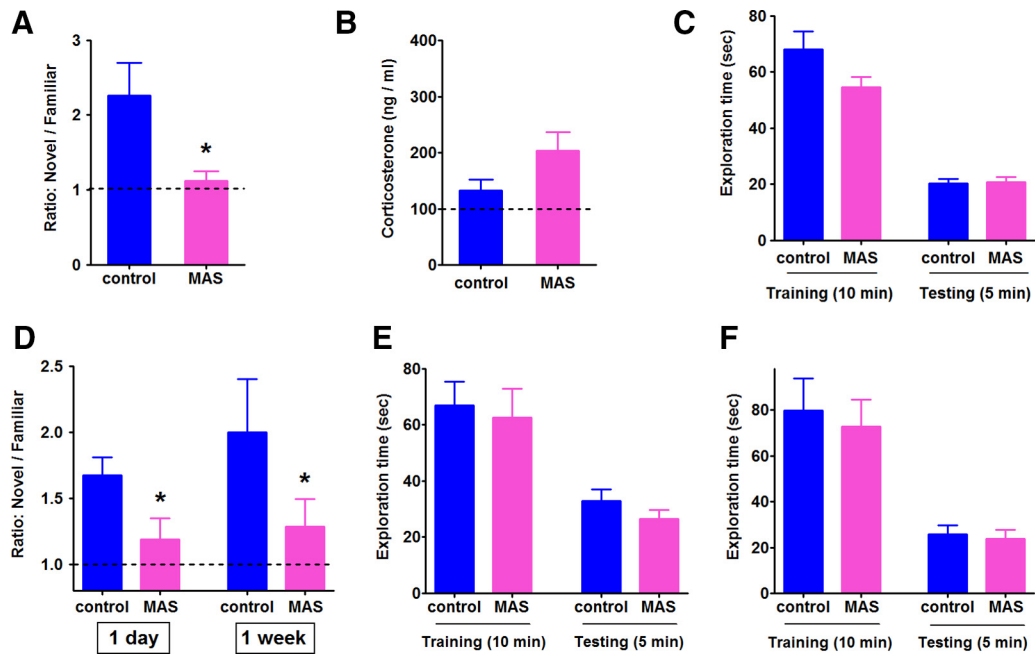 A
Ratio: Novel / Familiar
3
2
1
0
*
control MAS
B
Corticosterone (ng / ml)
400
300
200
100
0
control MAS
C
Exploration time (sec)
80
60
40
20
0
control MAS control MAS
Training (10 min) Testing (5 min)
D
Ratio: Novel / Familiar
2.5
2.0
1.5
1.0
* *
control MAS control MAS
1 day 1 week
E
Exploration time (sec)
80
60
40
20
0
control MAS control MAS
Training (10 min) Testing (5 min)
F
Exploration time (sec)
80
60
40
20
0
control MAS control MAS
Training (10 min) Testing (5 min)